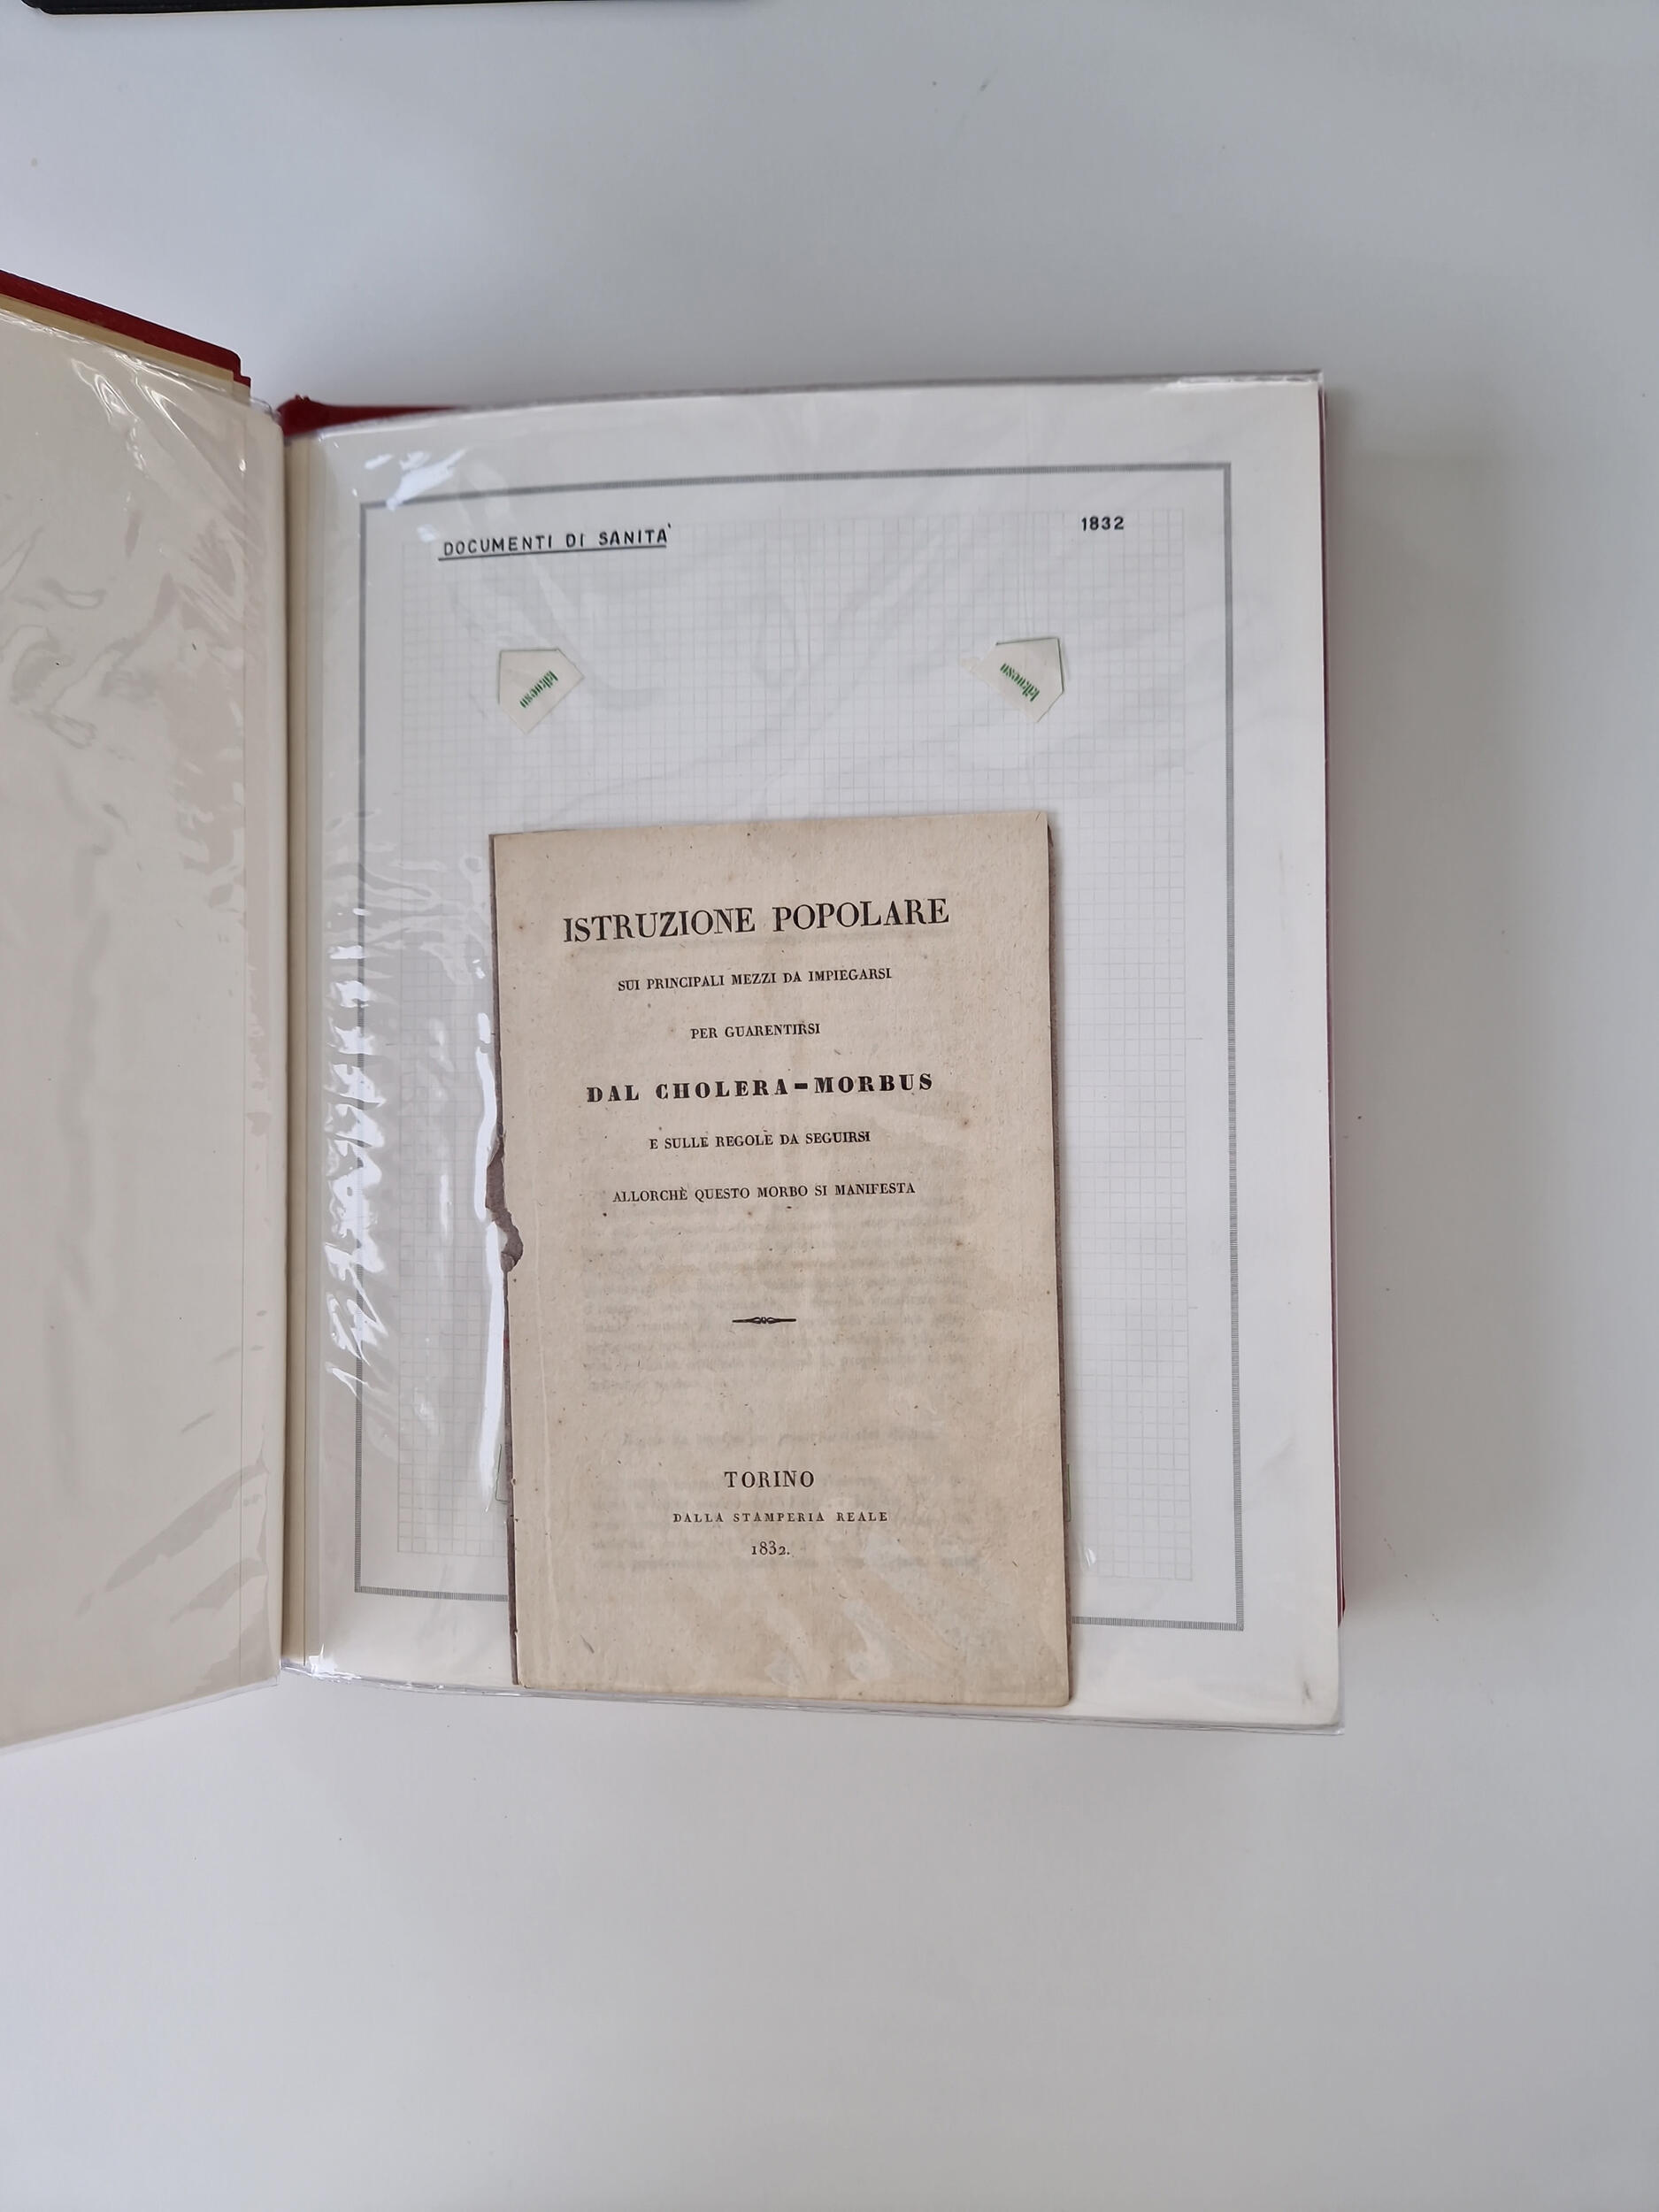 DOCUMENTI DI SANITA'
1832
ISTRUZIONE POPOLARE
SUI PRINCIPALI MEZZI DA IMPIEGARSI
PER GUARENTIRSI
DAL CHOLERA-MORBUS
E SULLE REGOLE DA SEGUIRSI
ALLORCHÈ QUESTO MORBO SI MANIFESTA
TORINO
DALLA STAMPERIA REALE
1832.